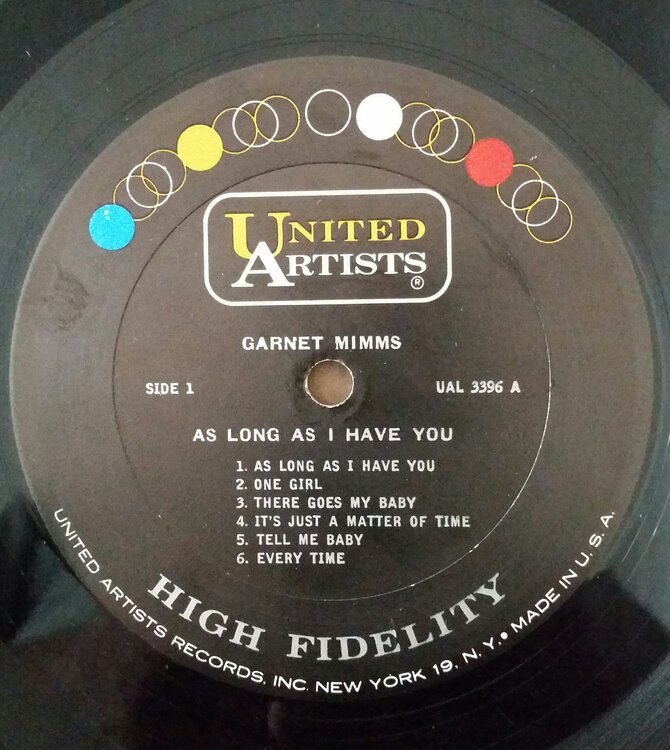 UNITED
ARTISTS
®
GARNET MIMMS
SIDE 1
UAL 3396 A
AS LONG AS I HAVE YOU
1. AS LONG AS I HAVE YOU
2. ONE GIRL
3. THERE GOES MY BABY
4. IT'S JUST A MATTER OF TIME
5. TELL ME BABY
6. EVERY TIME
HIGH FIDELITY
UNITED ARTISTS RECORDS, INC. NEW YORK 19, N. Y. • MADE IN U. S. A.